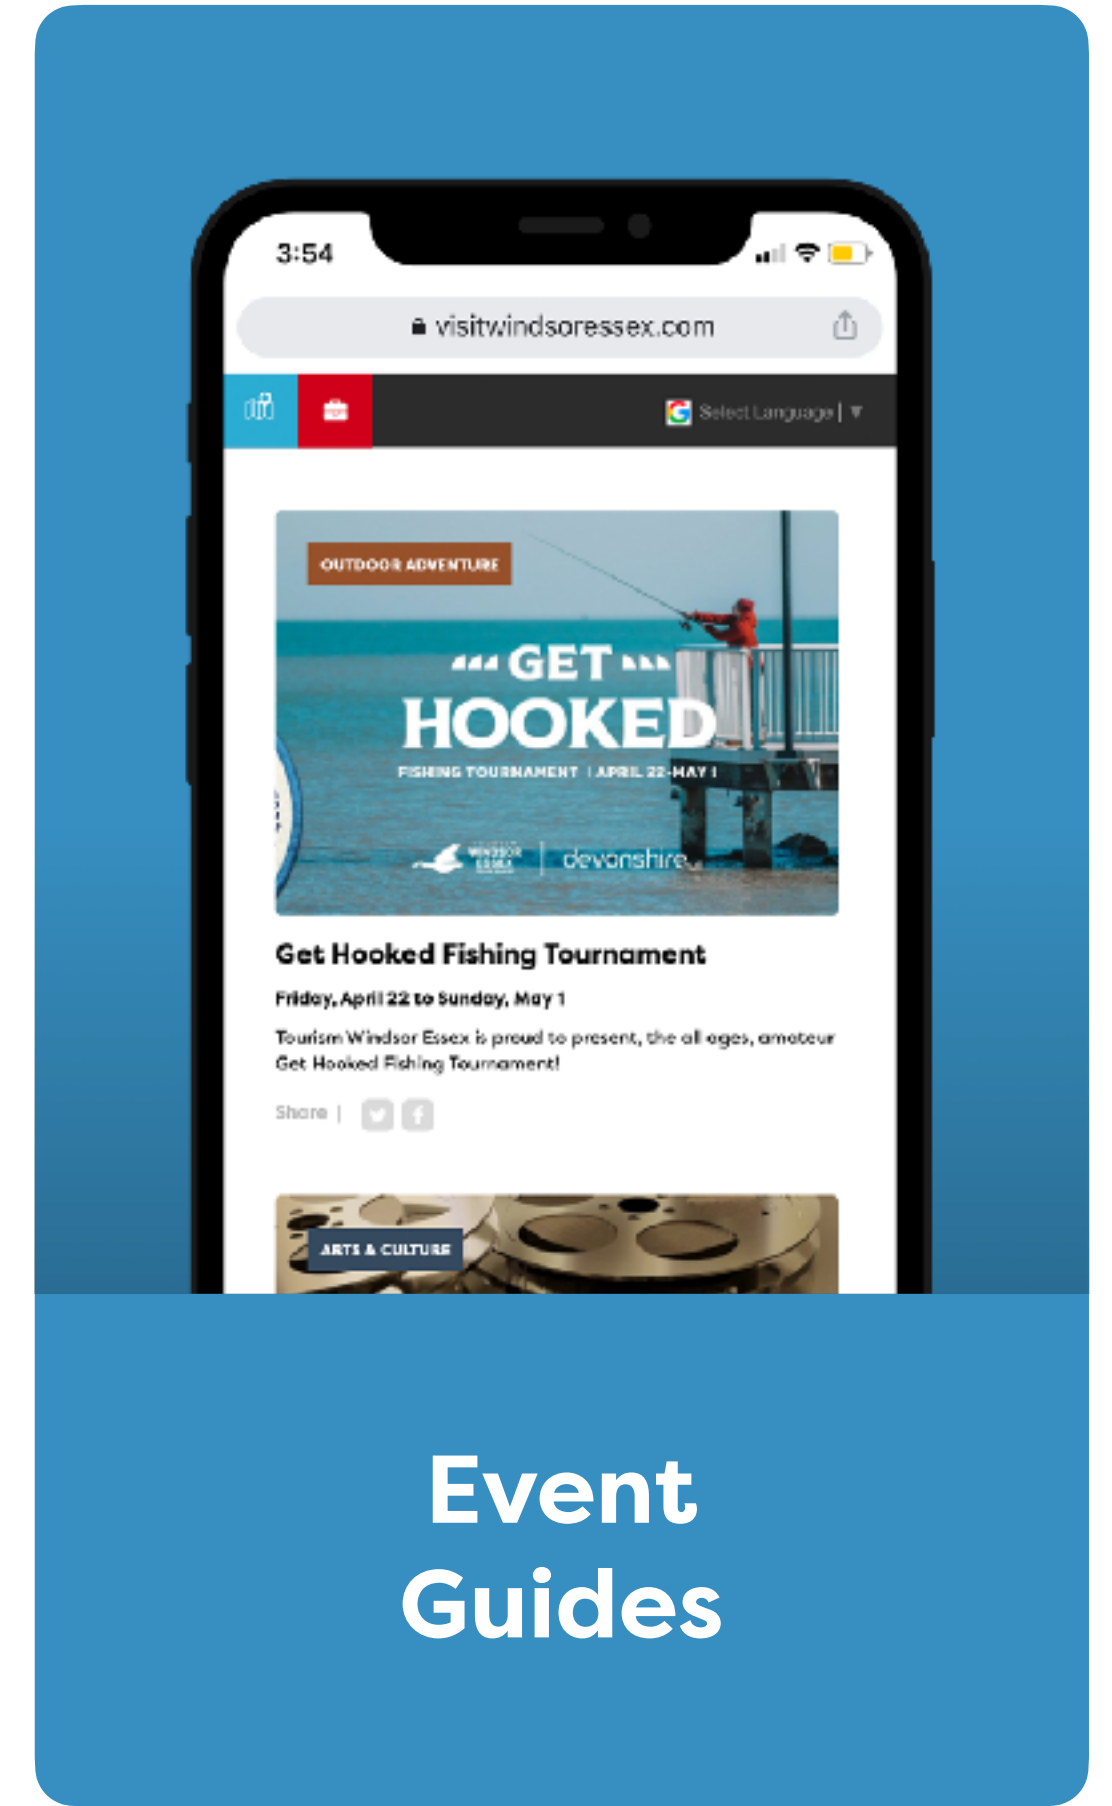 3:54
visitwindsoressex.com
Select Language | ▼
OUTDOOR ADVENTURE
GET
HOOKED
FISHING TOURNAMENT | APRIL 22-MAY 1
WINDSOR
ESSEX
devonshire
Get Hooked Fishing Tournament
Friday, April 22 to Sunday, May 1
Tourism Windsor Essex is proud to present, the all ages, amateur
Get Hooked Fishing Tournament!
Share |
ARTS & CULTURE
Event
Guides